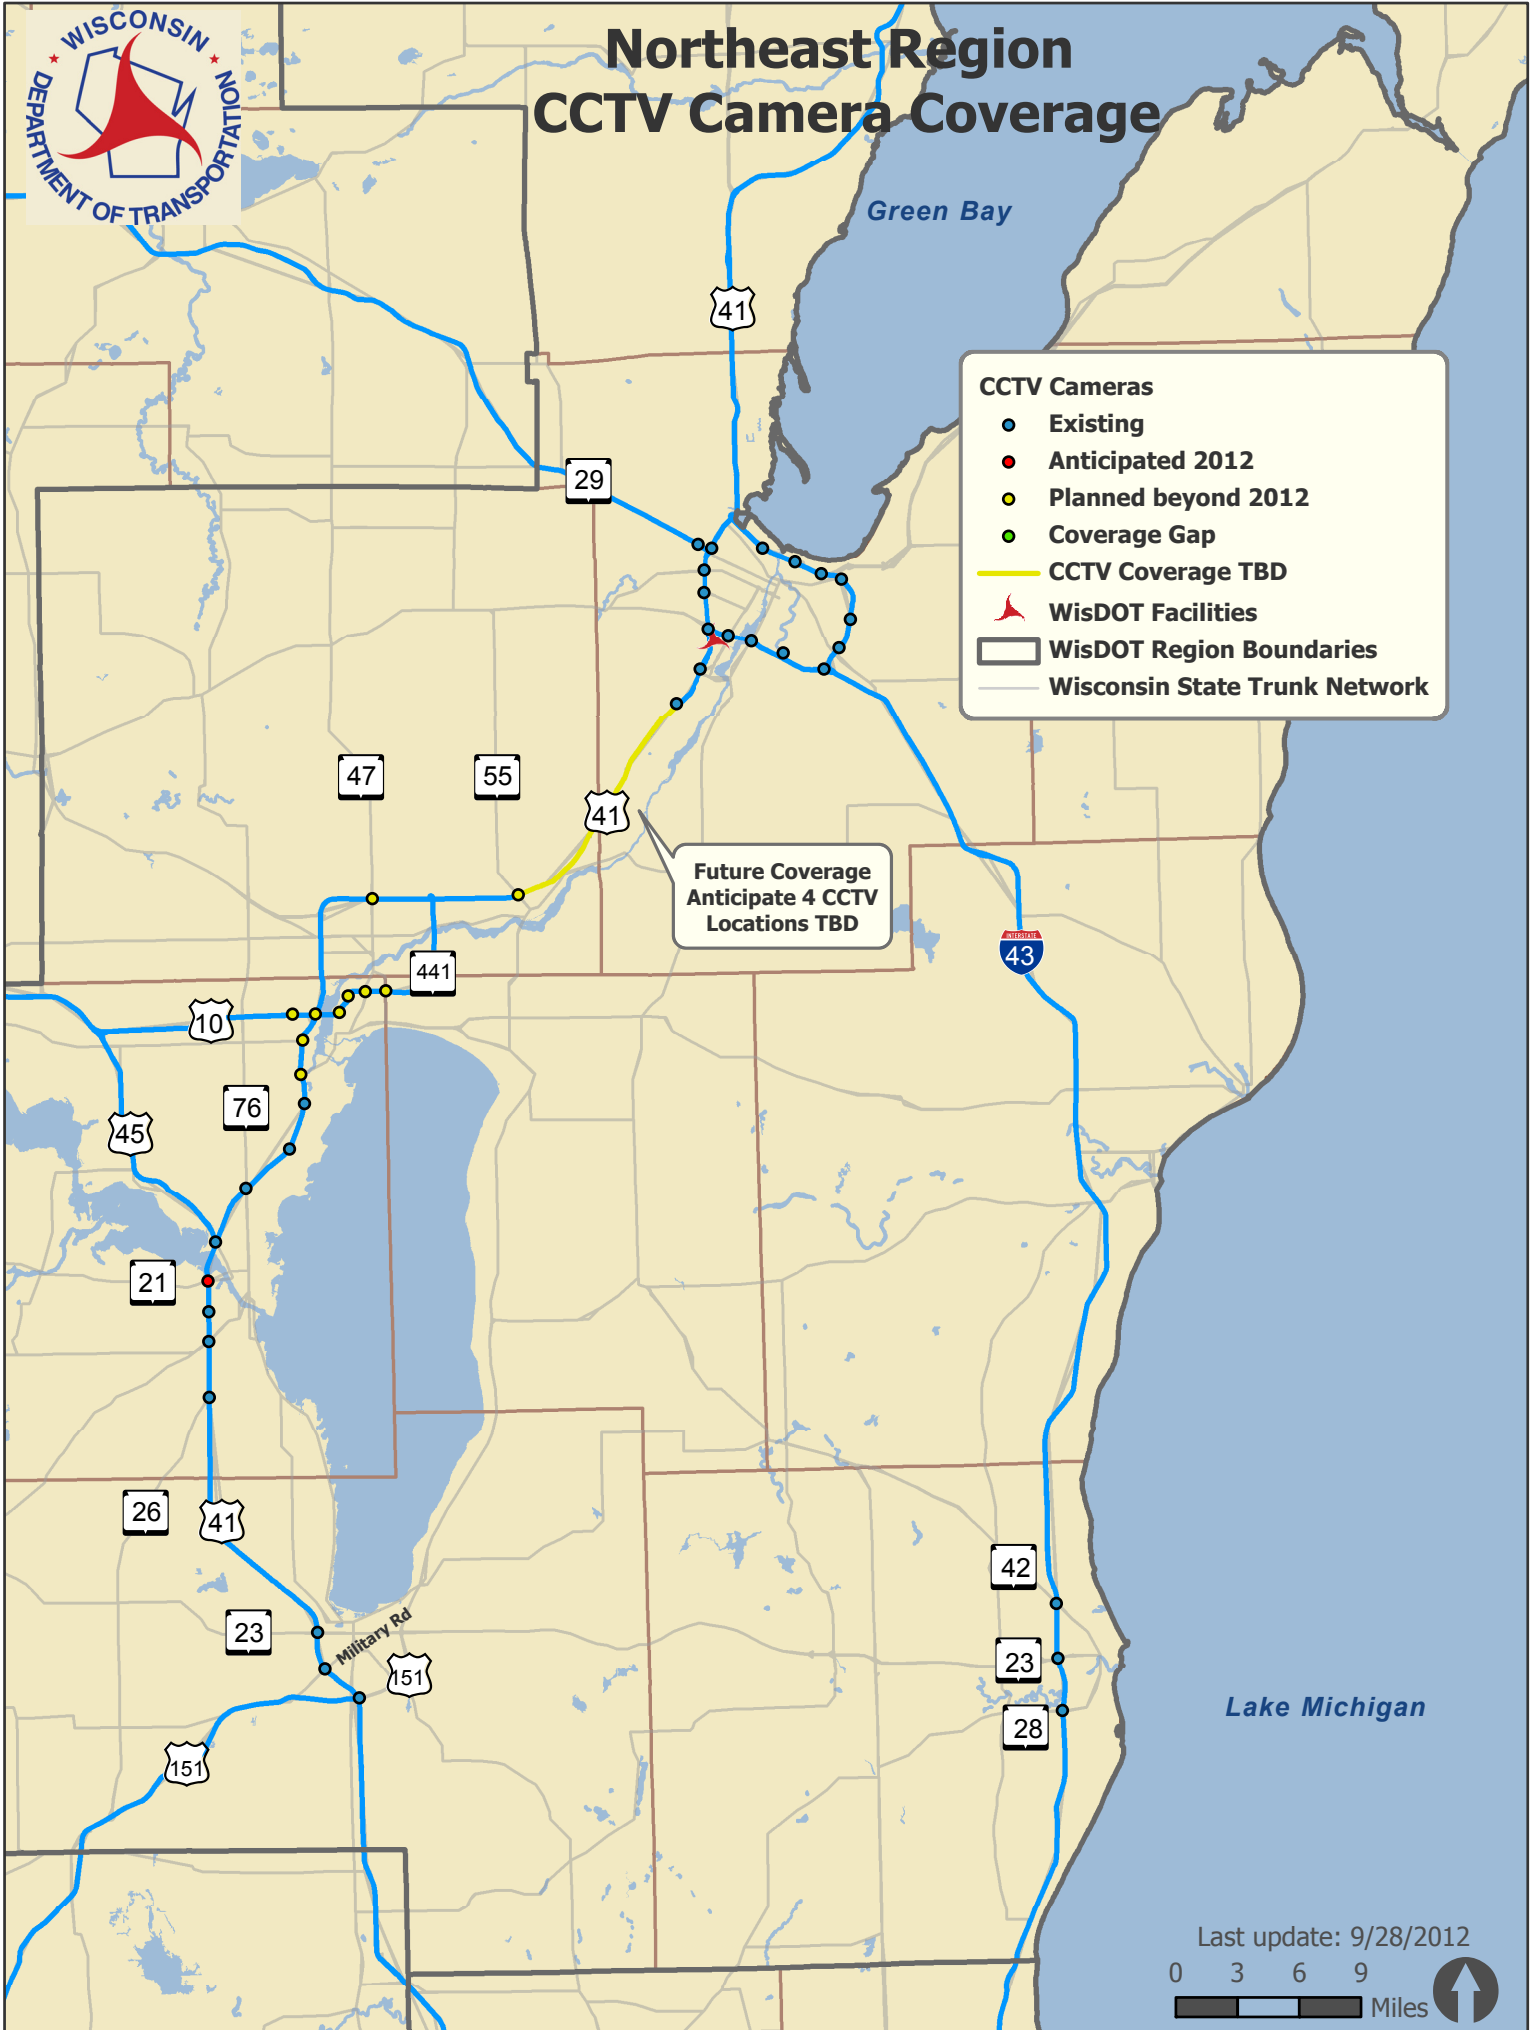 WISCONSIN
DEPARTMENT OF TRANSPORTATION
Northeast Region
CCTV Camera Coverage
Green Bay
41
CCTV Cameras
Existing
Anticipated 2012
Planned beyond 2012
Coverage Gap
CCTV Coverage TBD
WisDOT Facilities
WisDOT Region Boundaries
Wisconsin State Trunk Network
29
47
55
41
Future Coverage
Anticipate 4 CCTV
Locations TBD
INTERSTATE
43
441
10
76
45
21
26
41
42
23
Military Rd
151
23
28
Lake Michigan
151
Last update: 9/28/2012
0 3 6 9
Miles